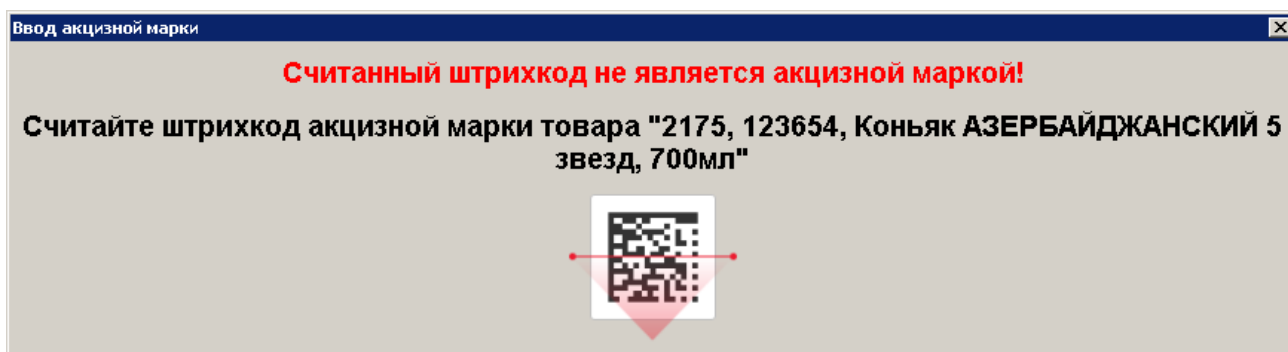 Ввод акцизной марки
Считанный штрихкод не является акцизной маркой!
Считайте штрихкод акцизной марки товара "2175, 123654, Коньяк АЗЕРБАЙДЖАНСКИЙ 5
звезд, 700мл"